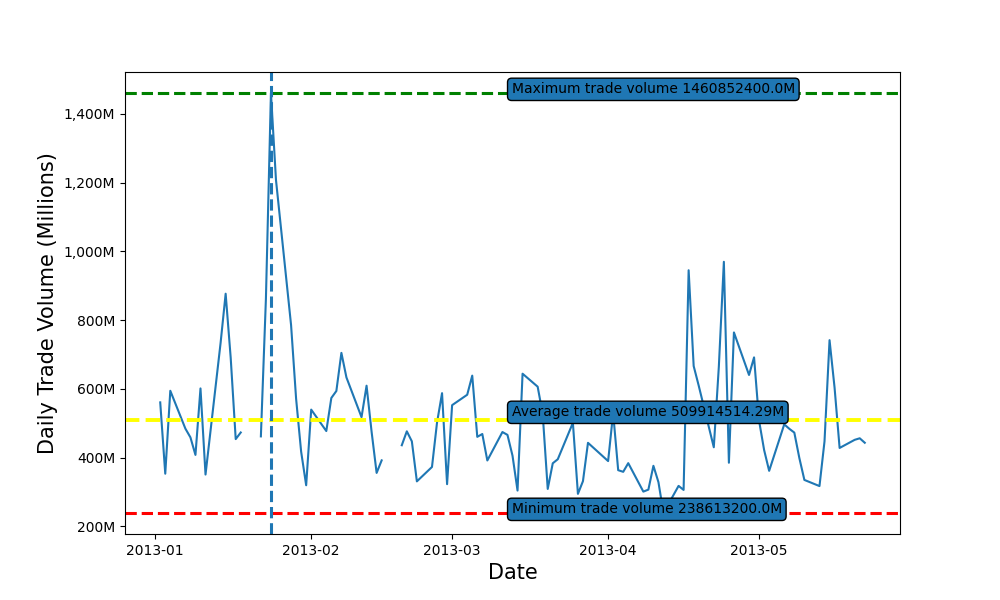 Maximum trade volume 1460852400.0M
1,400M
1,200M
1,000M
800M
600M
Average trade volume 509914514.29M
400M
Minimum trade volume 238613200.0M
200M
Daily Trade Volume (Millions)
2013-01 2013-02 2013-03 2013-04 2013-05
Date